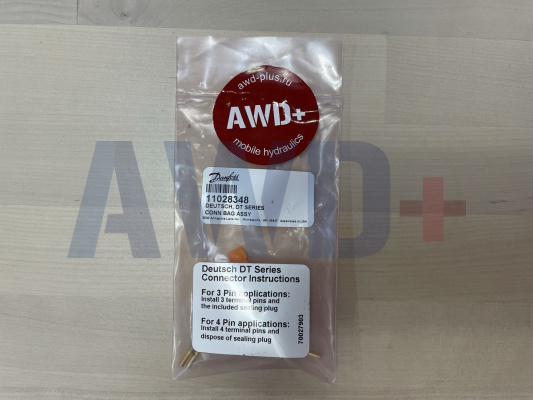 awd-plus.ru
AWD+
mobile hydraulics
AWD+
Danfoss
11028348
DEUTSCH, DT SERIES
CONN BAG ASSY
Deutsch DT Series
Connector Instructions
For 3 Pin applications:
Install 3 terminal pins and
the included sealing plug
For 4 Pin applications:
Install 4 terminal pins and
dispose of sealing plug
70027903